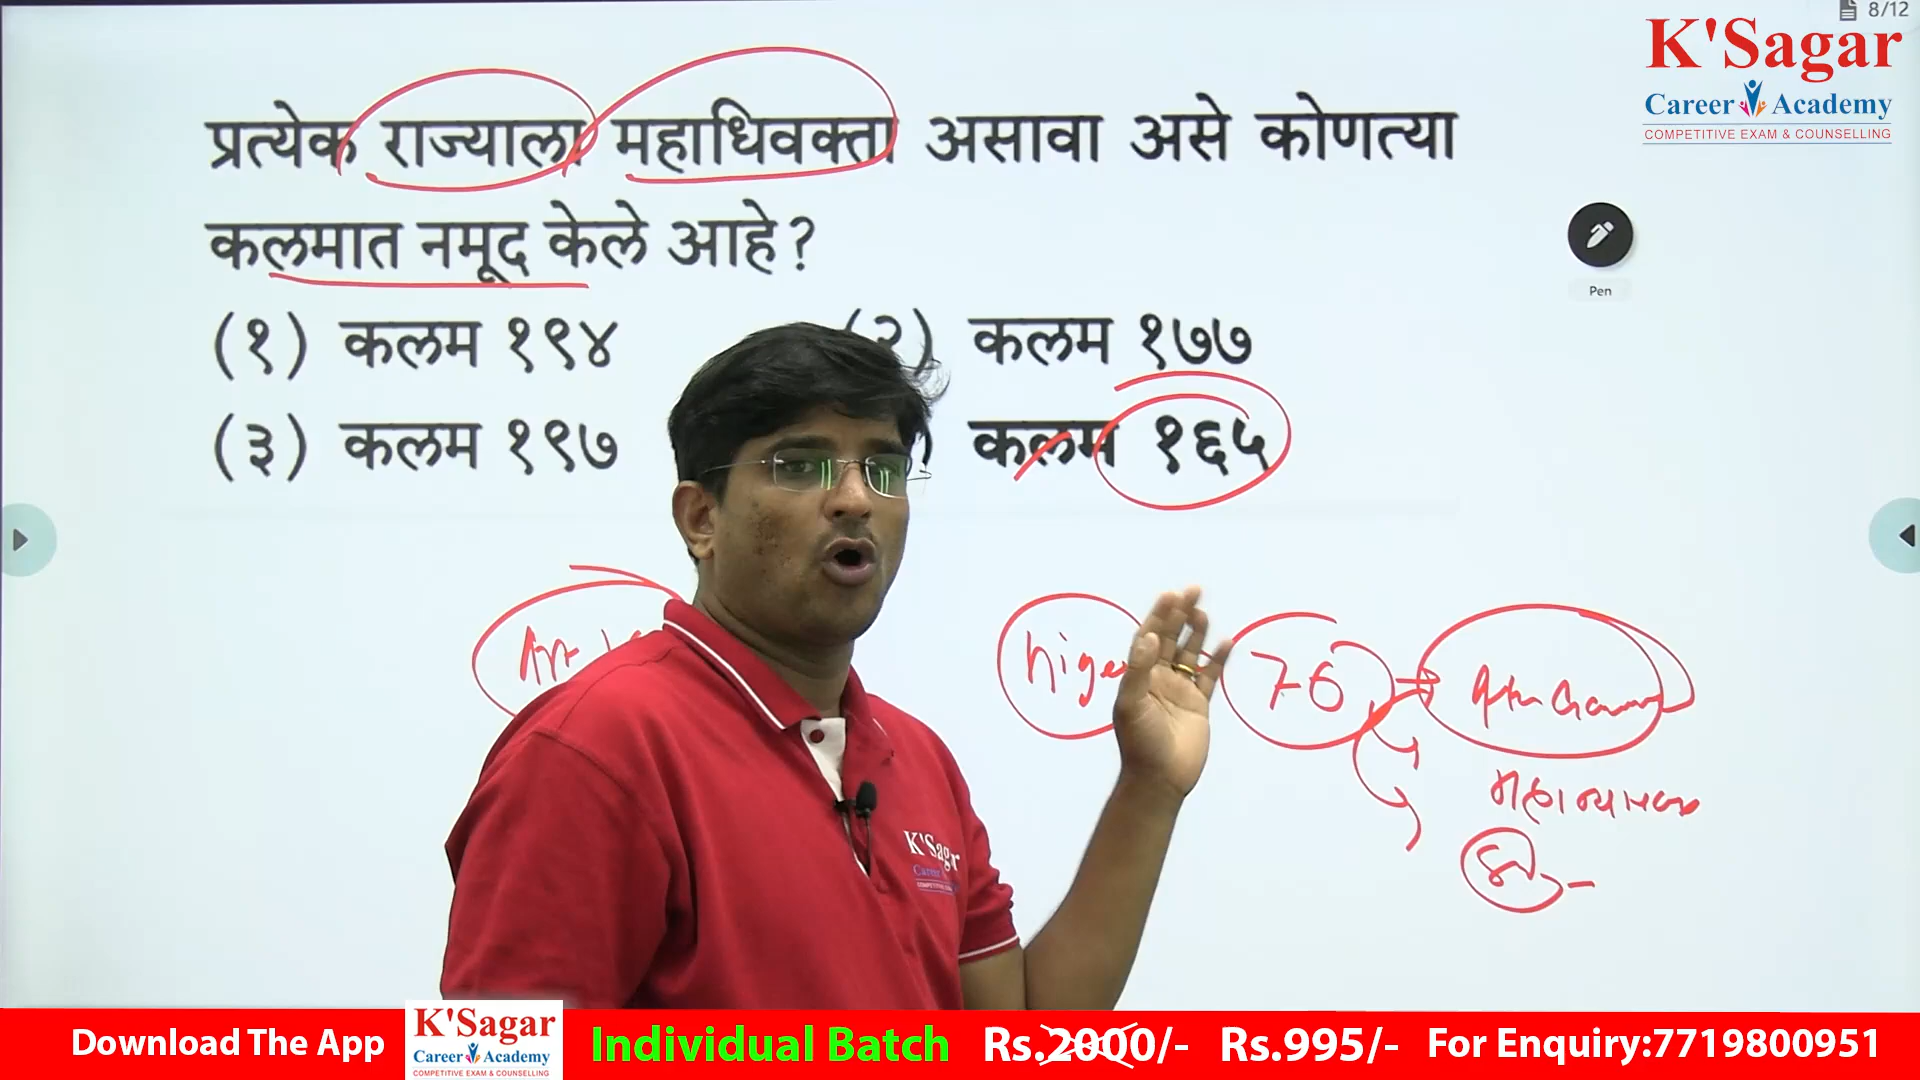 8/12
K'Sagar
Career Academy
COMPETITIVE EXAM & COUNSELLING
प्रत्येक राज्याला महाधिवक्ता असावा असे कोणत्या
कलमात नमूद केले आहे?
(१) कलम १९४ (२) कलम १७७
(३) कलम १९७ कलम १६५
Pen
76
K'Sagar
Download The App
K'Sagar
Career Academy
COMPETITIVE EXAM & COUNSELLING
Individual Batch Rs.2000/- Rs.995/- For Enquiry:7719800951